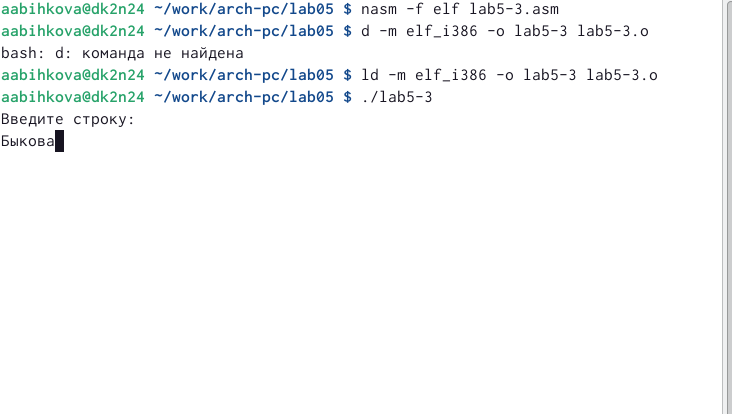 aabihkova@dk2n24 ~/work/arch-pc/lab05 $ nasm -f elf lab5-3.asm
aabihkova@dk2n24 ~/work/arch-pc/lab05 $ d -m elf_i386 -o lab5-3 lab5-3.o
bash: d: команда не найдена
aabihkova@dk2n24 ~/work/arch-pc/lab05 $ ld -m elf_i386 -o lab5-3 lab5-3.o
aabihkova@dk2n24 ~/work/arch-pc/lab05 $ ./lab5-3
Введите строку:
Быкова